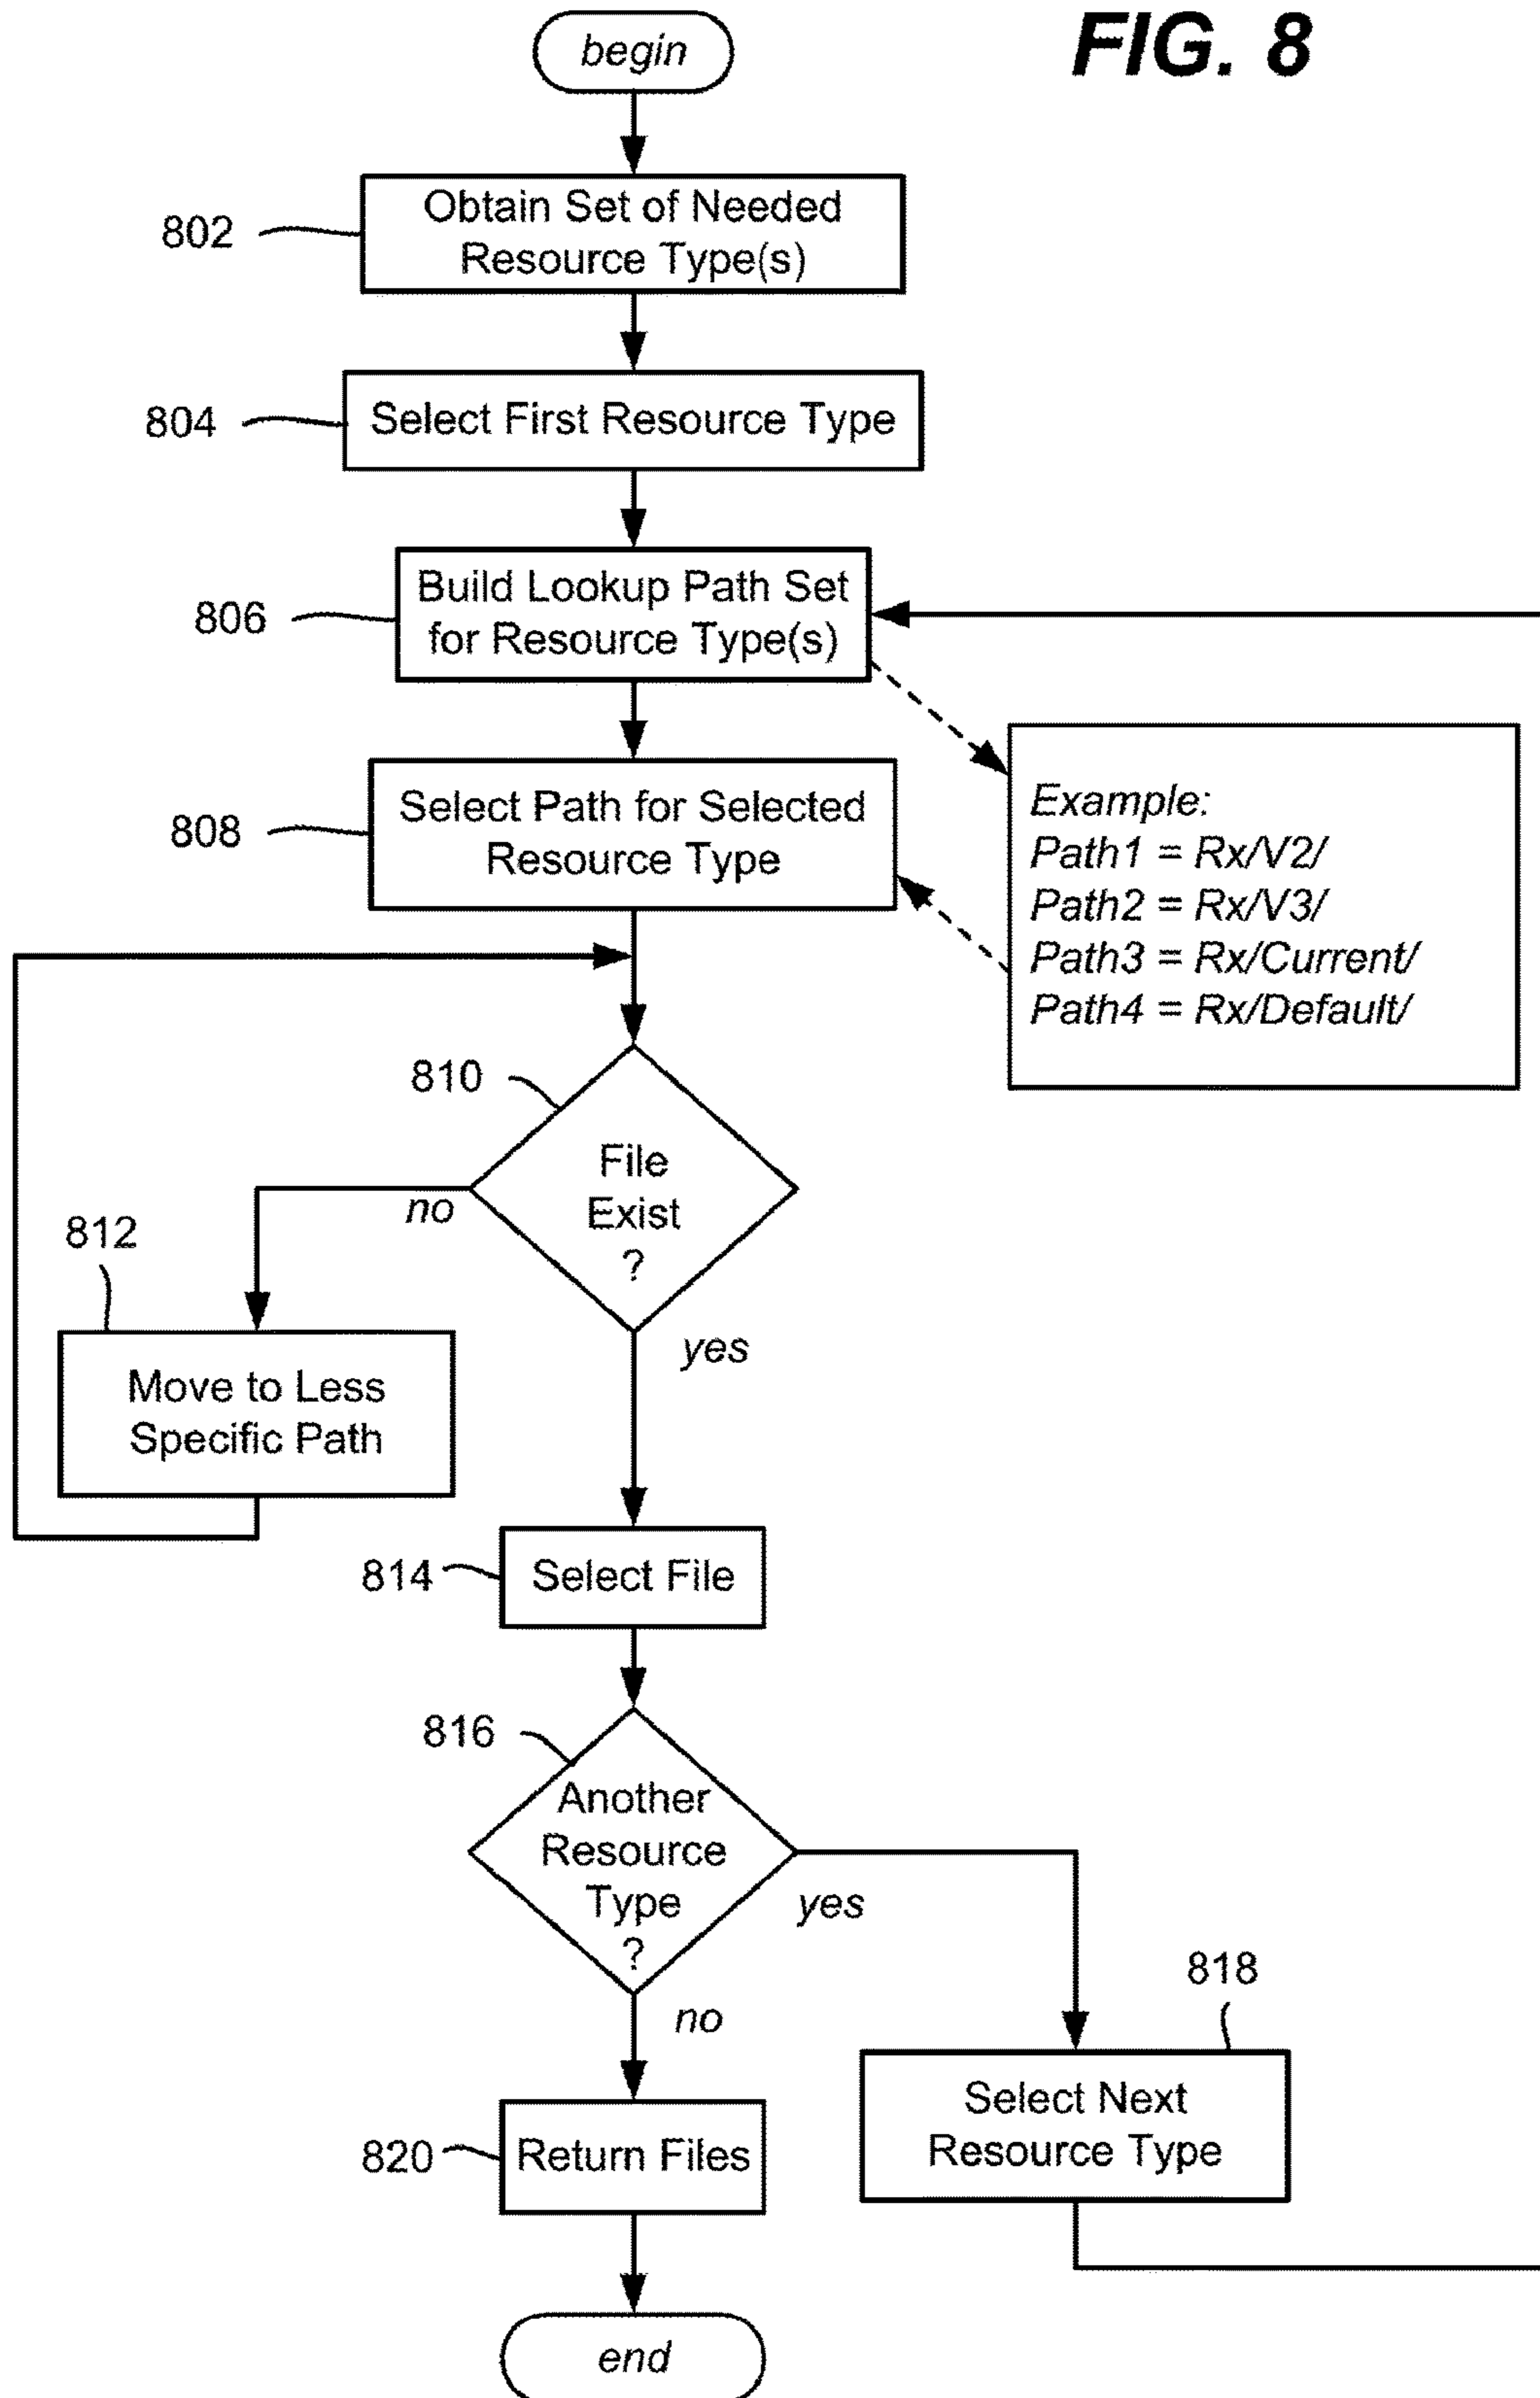 FIG. 8
begin
802
Obtain Set of Needed
Resource Type(s)
804
Select First Resource Type
806
Build Lookup Path Set
for Resource Type(s)
808
Select Path for Selected
Resource Type
Example:
Path1 = Rx/V2/
Path2 = Rx/V3/
Path3 = Rx/Current/
Path4 = Rx/Default/
810
File
Exist
?
no
yes
812
Move to Less
Specific Path
814
Select File
816
Another
Resource
Type
?
yes
no
818
Select Next
Resource Type
820
Return Files
end